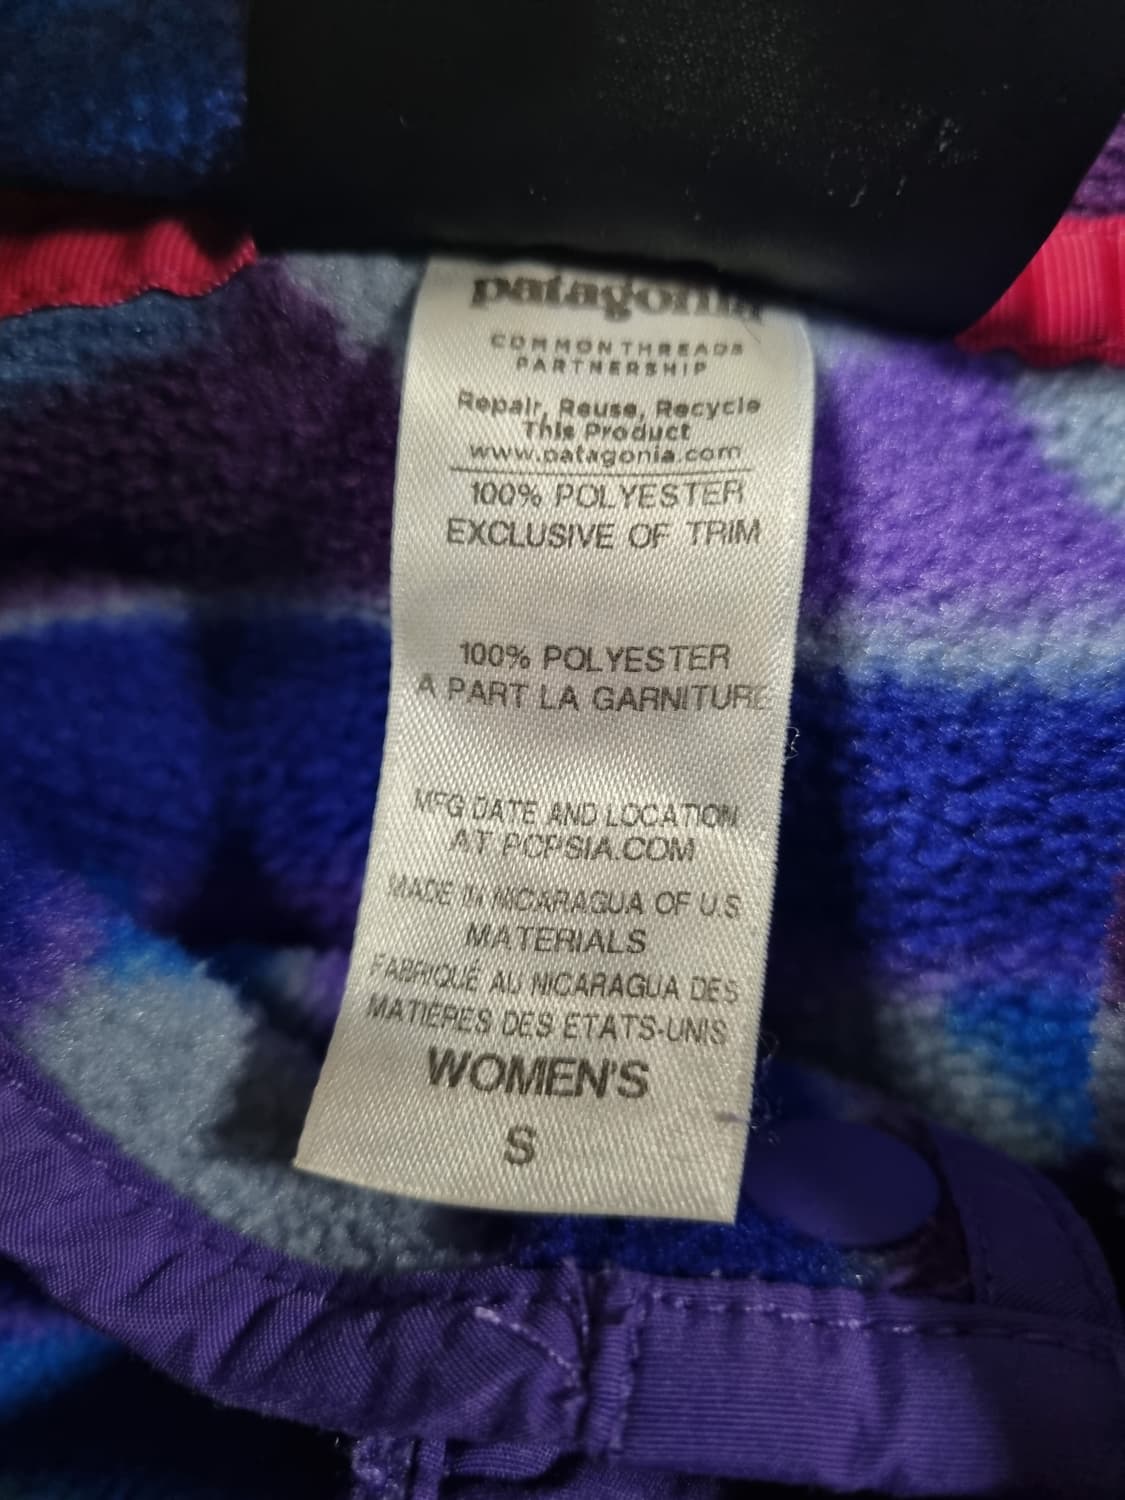 patagonia
COMMON THREADS
PARTNERSHIP
Repair, Reuse, Recycle
This Product
www.patagonia.com
100% POLYESTER
EXCLUSIVE OF TRIM
100% POLYESTER
A PART LA GARNITURE
MFG DATE AND LOCATION
AT PCPSIA.COM
MADE IN NICARAGUA OF U.S
MATERIALS
FABRIQUÉ AU NICARAGUA DES
MATIÈRES DES ETATS-UNIS
WOMEN'S
S